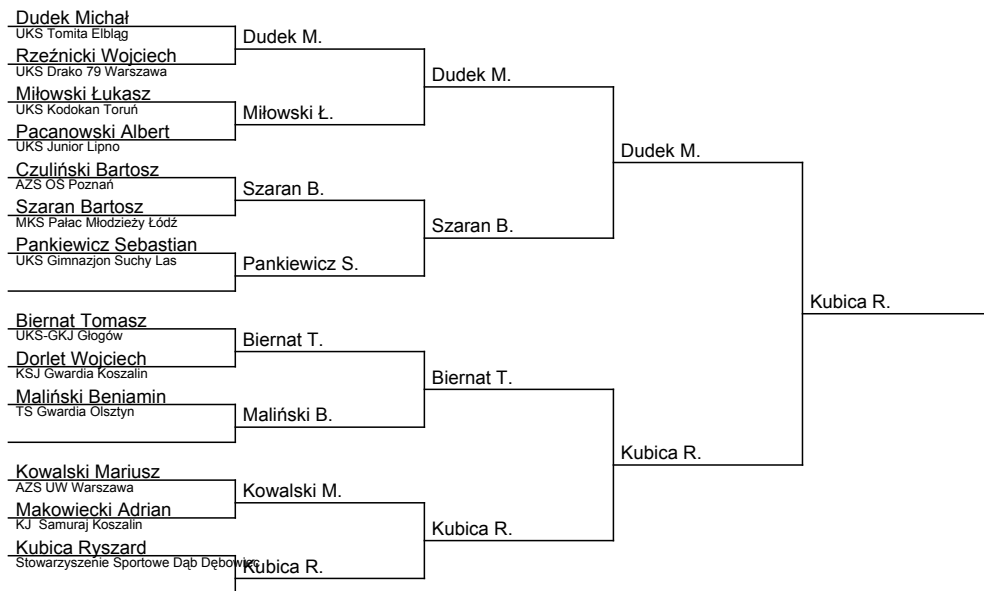 Dudek Michał
UKS Tomita Elbląg
Dudek M.
Rzeźnicki Wojciech
UKS Drako 79 Warszawa
Dudek M.
Miłowski Łukasz
UKS Kodokan Toruń
Miłowski Ł.
Pacanowski Albert
UKS Junior Lipno
Dudek M.
Czuliński Bartosz
AZS OŚ Poznań
Szaran B.
Szaran Bartosz
MKS Pałac Młodzieży Łódź
Szaran B.
Pankiewicz Sebastian
UKS Gimnazjon Suchy Las
Pankiewicz S.
Kubica R.
Biernat Tomasz
UKS-GKJ Głogów
Biernat T.
Dorlet Wojciech
KSJ Gwardia Koszalin
Biernat T.
Maliński Beniamin
TS Gwardia Olsztyn
Maliński B.
Kubica R.
Kowalski Mariusz
AZS UW Warszawa
Kowalski M.
Makowiecki Adrian
KJ  Samuraj Koszalin
Kubica R.
Kubica Ryszard
Stowarzyszenie Sportowe Dąb Dębowiec
Kubica R.